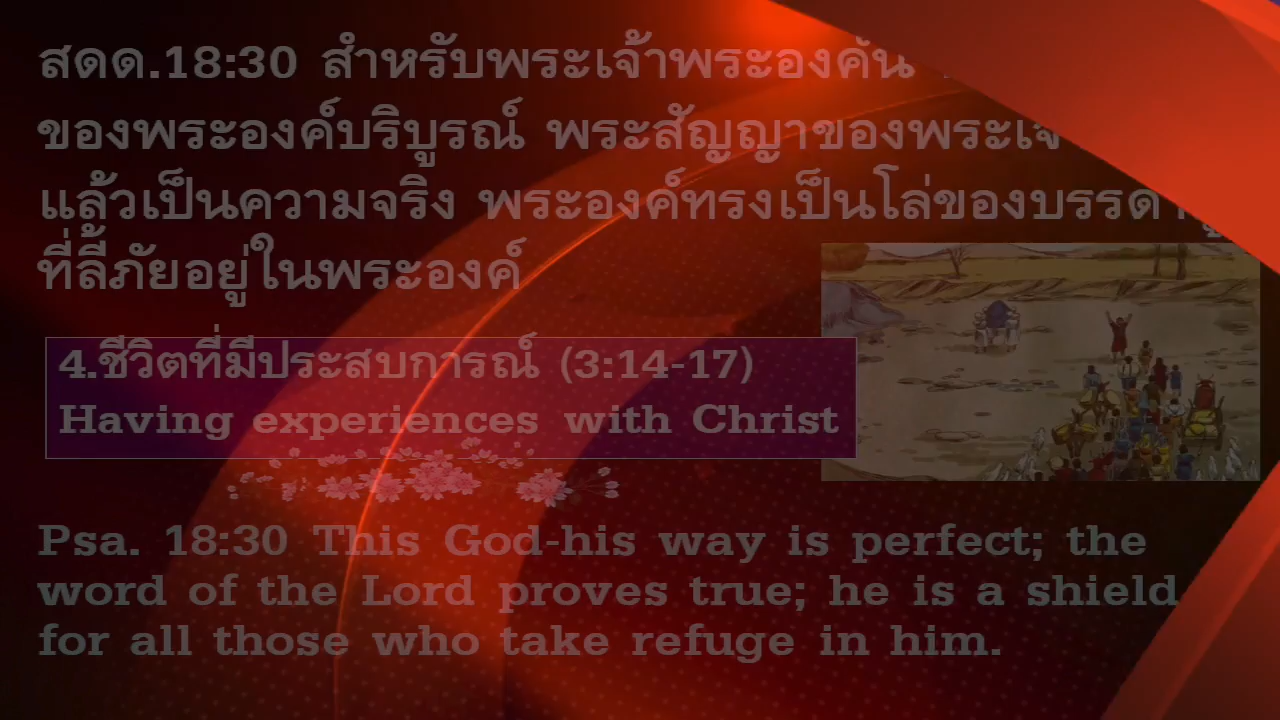 สดด.18:30 สำหรับพระเจ้าพระองค์นี้
ของพระองค์บริบูรณ์ พระสัญญาของพระเจ
แล้วเป็นความจริง พระองค์ทรงเป็นโล่ของบรรดา
ที่ลี้ภัยอยู่ในพระองค์
4.ชีวิตที่มีประสบการณ์ (3:14-17)
Having experiences with Christ
Psa. 18:30 This God-his way is perfect; the
word of the Lord proves true; he is a shield
for all those who take refuge in him.